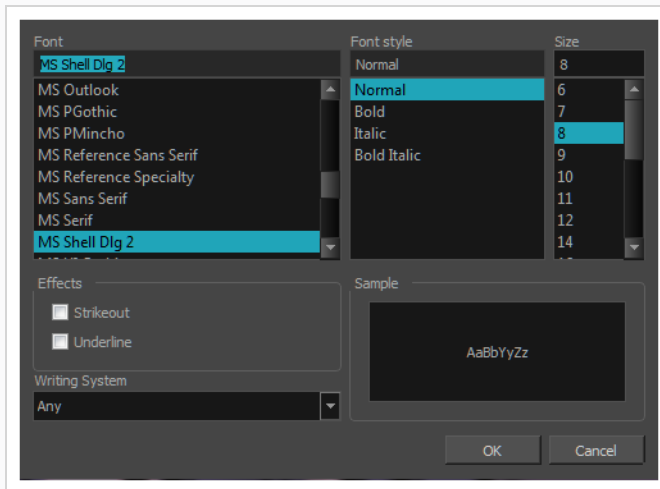 Font
MS Shell Dlg 2
MS Outlook
MS PGothic
MS PMincho
MS Reference Sans Serif
MS Reference Specialty
MS Sans Serif
MS Serif
MS Shell Dlg 2
Font style
Normal
Normal
Bold
Italic
Bold Italic
Size
8
6
7
8
9
10
11
12
14
Effects
Strikeout
Underline
Writing System
Any
Sample
AaBbYyZz
OK
Cancel